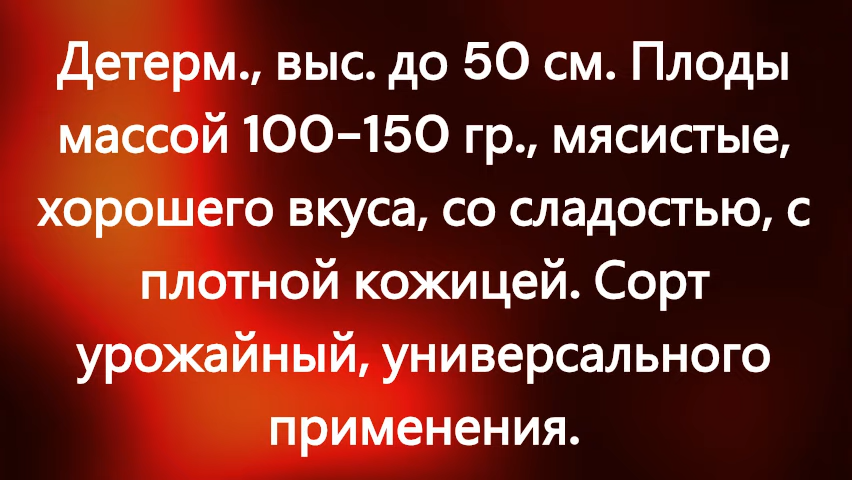 Детерм., выс. до 50 см. Плоды
массой 100-150 гр., мясистые,
хорошего вкуса, со сладостью, с
плотной кожицей. Сорт
урожайный, универсального
применения.